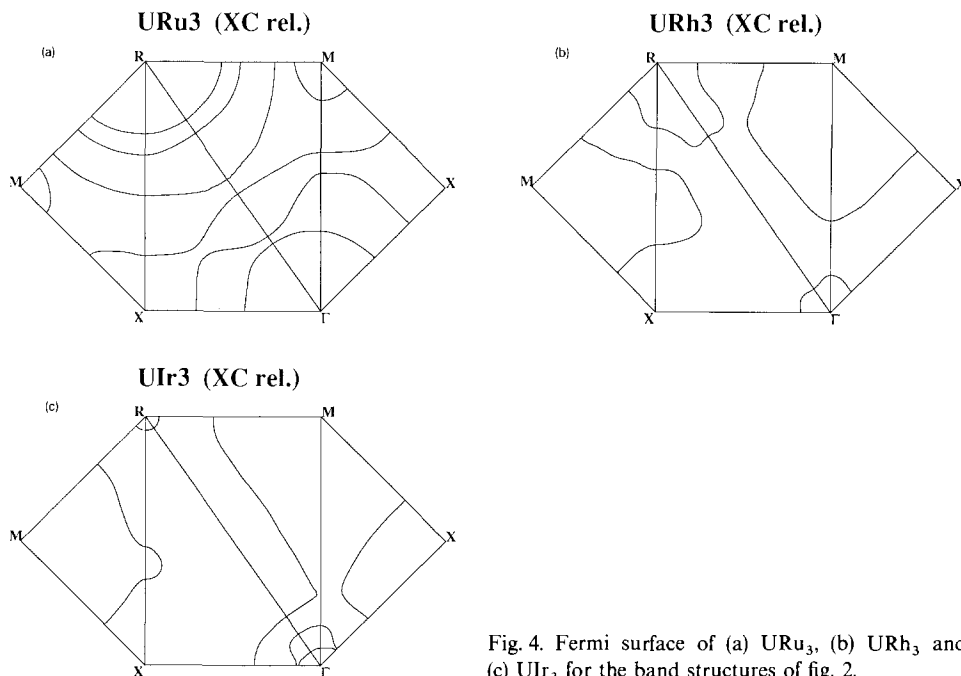 URu3 (XC rel.)
(a)
R
M
M
X
X
Γ
URh3 (XC rel.)
(b)
R
M
M
X
X
Γ
UIr3 (XC rel.)
(c)
R
M
M
X
X
Γ
Fig. 4. Fermi surface of (a) URu₃, (b) URh₃ and
(c) UIr₃ for the band structures of fig. 2.